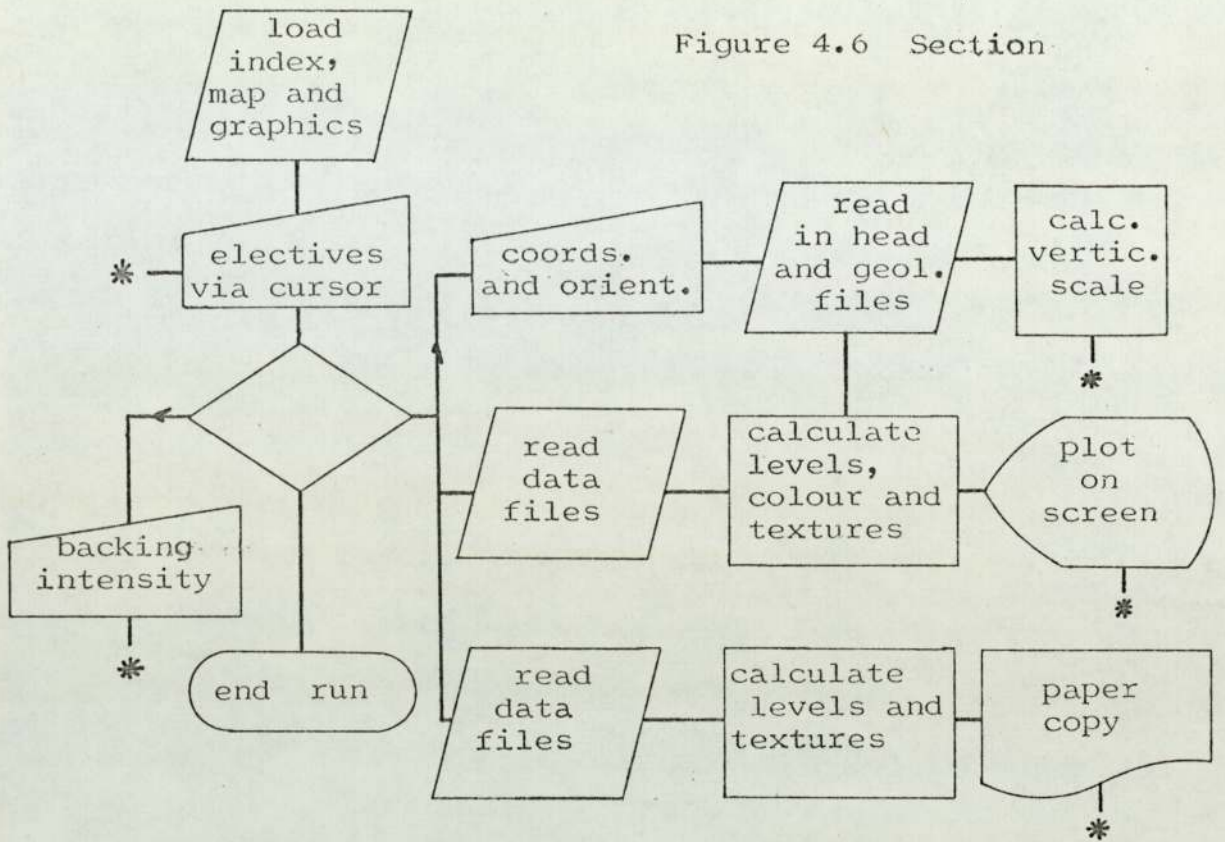 Figure 4.6 Section
load
index,
map and
graphics
*
electives
via cursor
coords.
and orient.
read
in head
and geol.
files
calc.
vertic.
scale
*
read
data
files
calculate
levels,
colour and
textures
plot
on
screen
*
backing
intensity
*
end run
read
data
files
calculate
levels and
textures
paper
copy
*